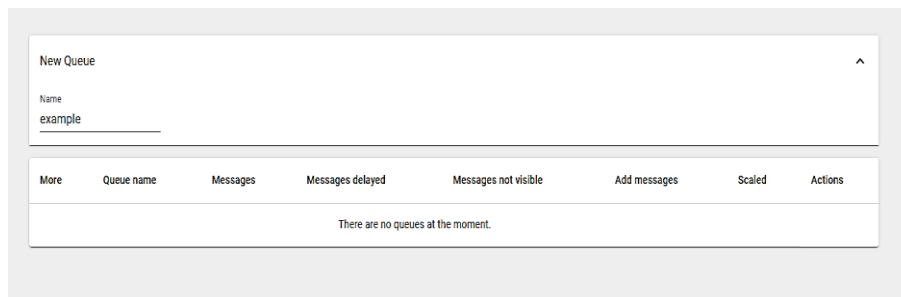 New Queue
Name
example
More Queue name Messages Messages delayed Messages not visible Add messages Scaled Actions
There are no queues at the moment.